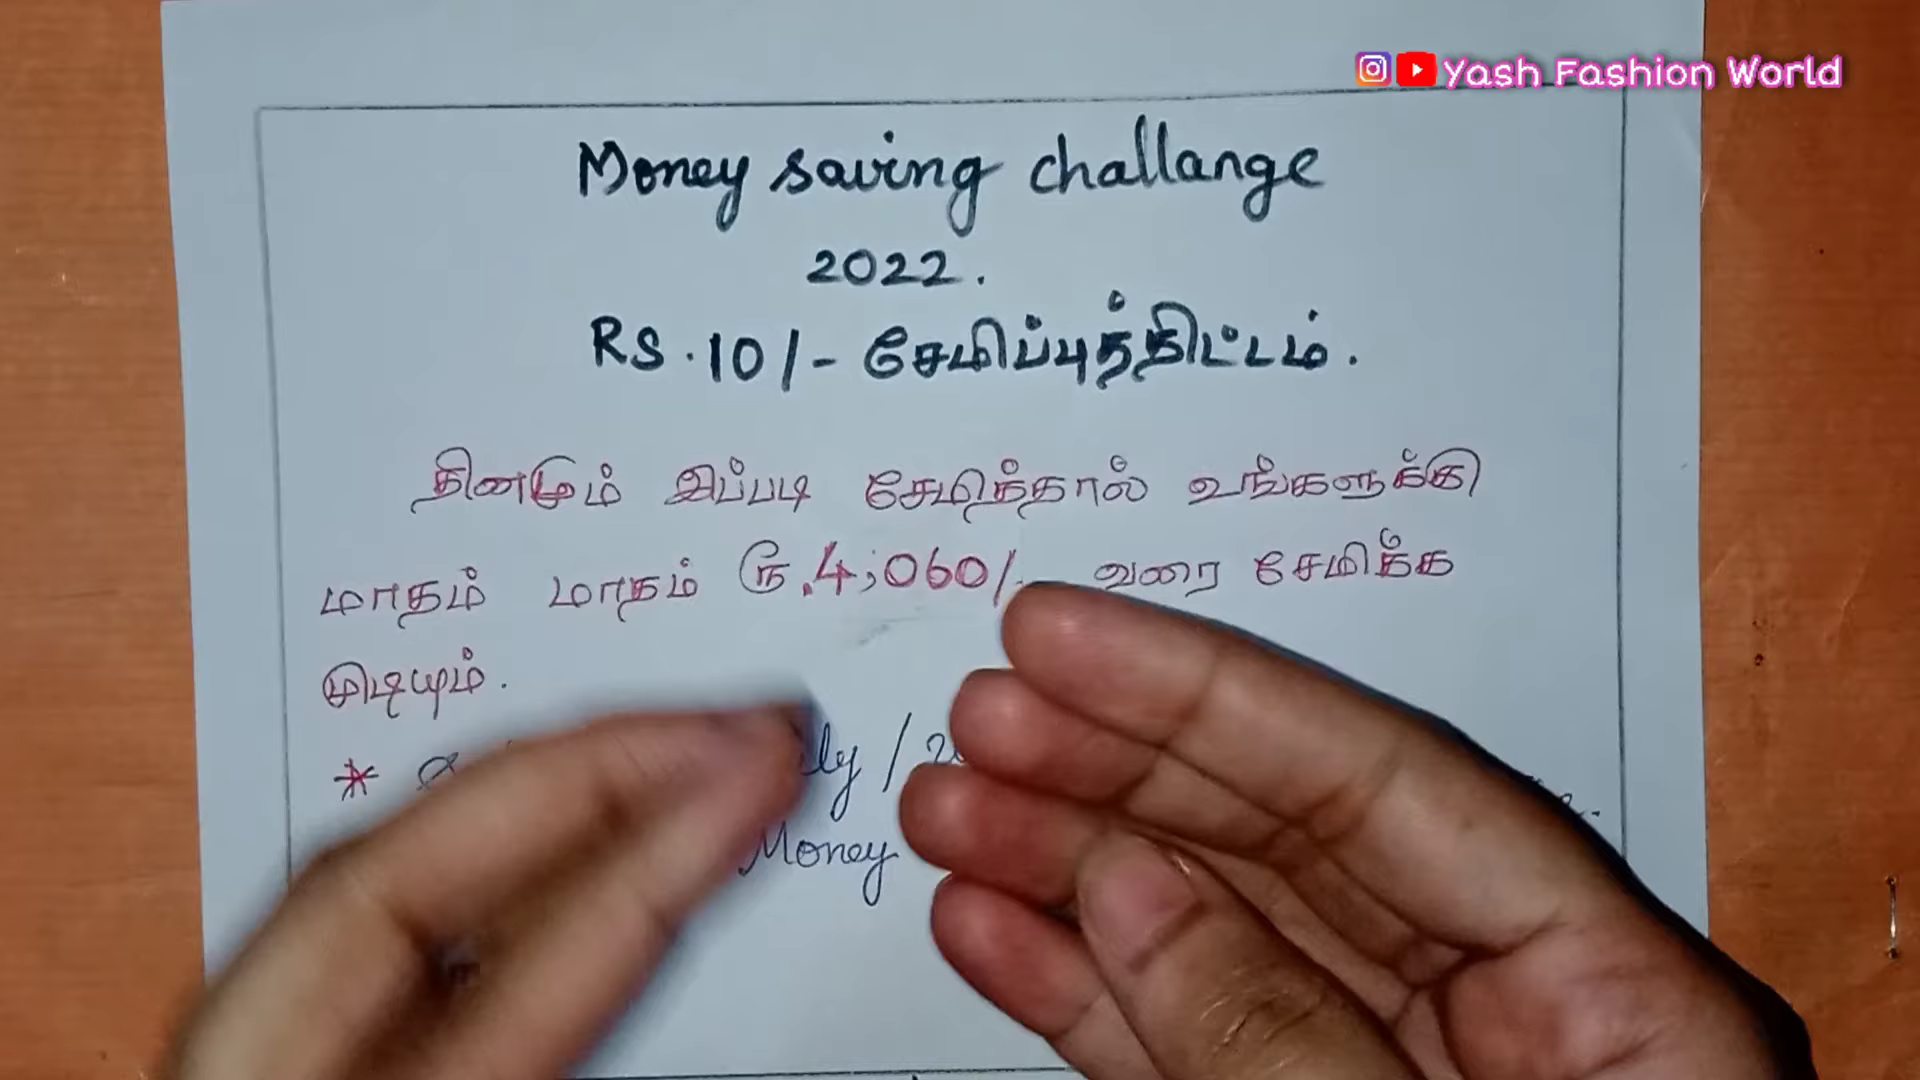 Yash Fashion World
Money saving challange
2022.
RS.10/- சேமிப்புத்திட்டம்.
தினமும் இப்படி சேமித்தால் உங்களுக்கு
மாதம் மாதம் ரூ.4,060/- வரை சேமிக்க
முடியும்.
*
Money